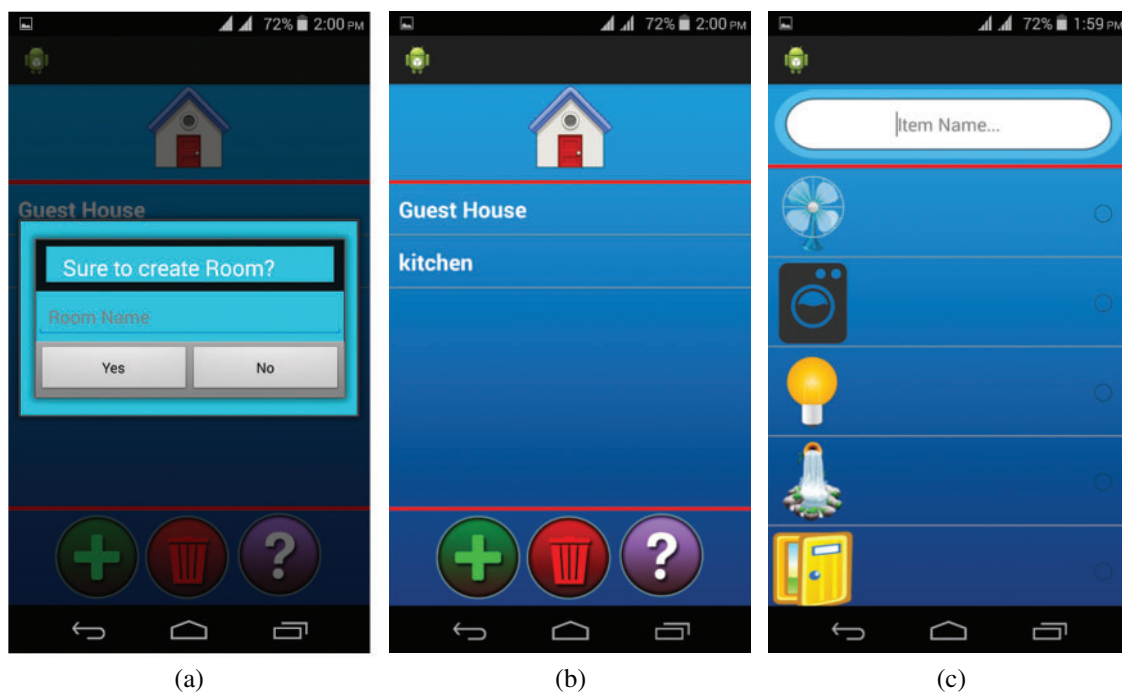 72% 2:00 PM
Guest House
Sure to create Room?
Room Name
Yes No
(a)
72% 2:00 PM
Guest House
kitchen
(b)
72% 1:59 PM
Item Name...
(c)